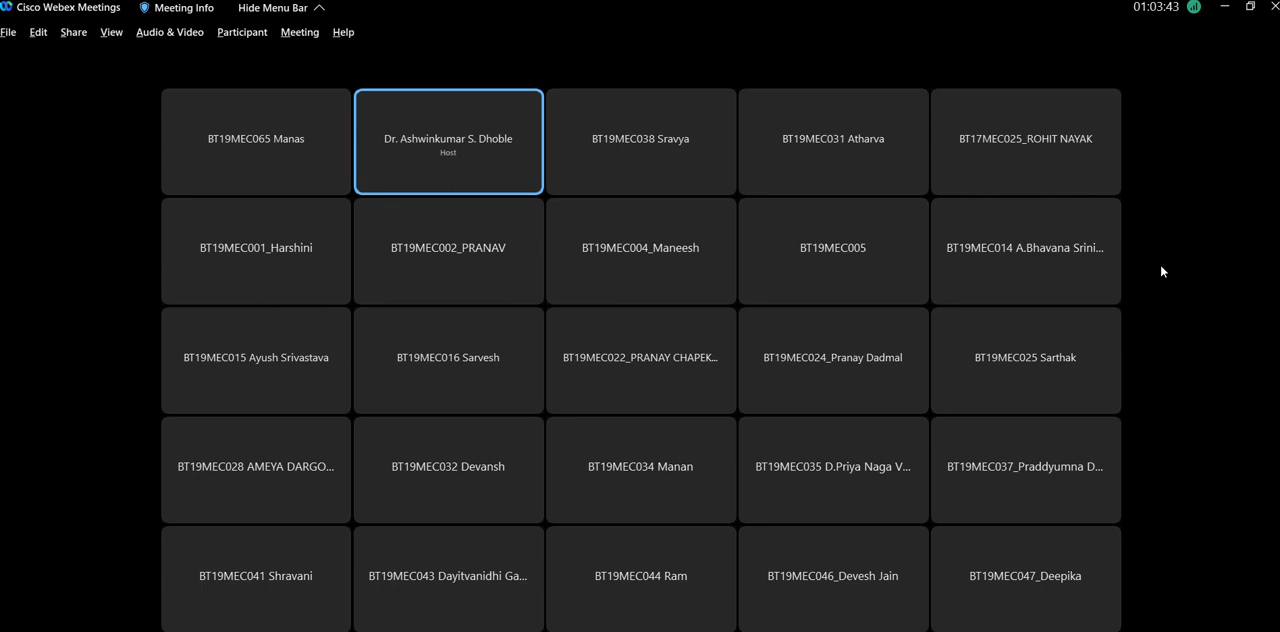 Cisco Webex Meetings Meeting Info Hide Menu Bar 01:03:43
File Edit Share View Audio & Video Participant Meeting Help
BT19MEC065 Manas
Dr. Ashwinkumar S. Dhoble
Host
BT19MEC038 Sravya
BT19MEC031 Atharva
BT17MEC025_ROHIT NAYAK
BT19MEC001_Harshini
BT19MEC002_PRANAV
BT19MEC004_Maneesh
BT19MEC005
BT19MEC014 A.Bhavana Srini...
BT19MEC015 Ayush Srivastava
BT19MEC016 Sarvesh
BT19MEC022_PRANAY CHAPEK...
BT19MEC024_Pranay Dadmal
BT19MEC025 Sarthak
BT19MEC028 AMEYA DARGO...
BT19MEC032 Devansh
BT19MEC034 Manan
BT19MEC035 D.Priya Naga V...
BT19MEC037_Praddyumna D...
BT19MEC041 Shravani
BT19MEC043 Dayitvanidhi Ga...
BT19MEC044 Ram
BT19MEC046_Devesh Jain
BT19MEC047_Deepika